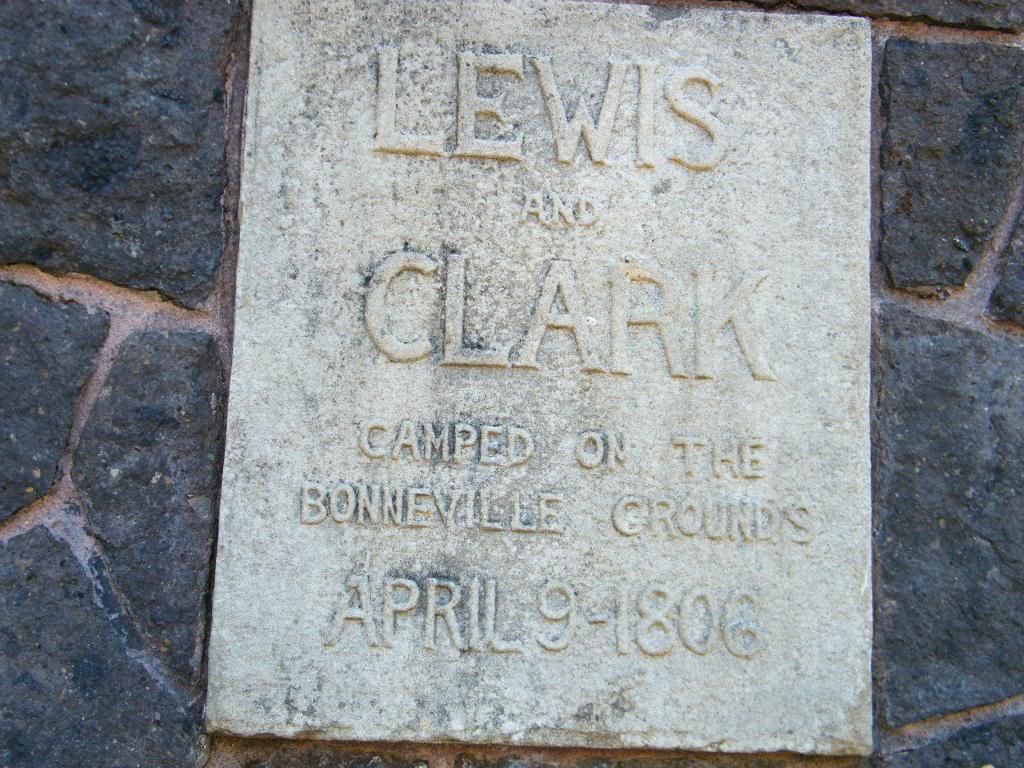 LEWIS
AND
CLARK
CAMPED ON THE
BONNEVILLE GROUNDS
APRIL 9-1806